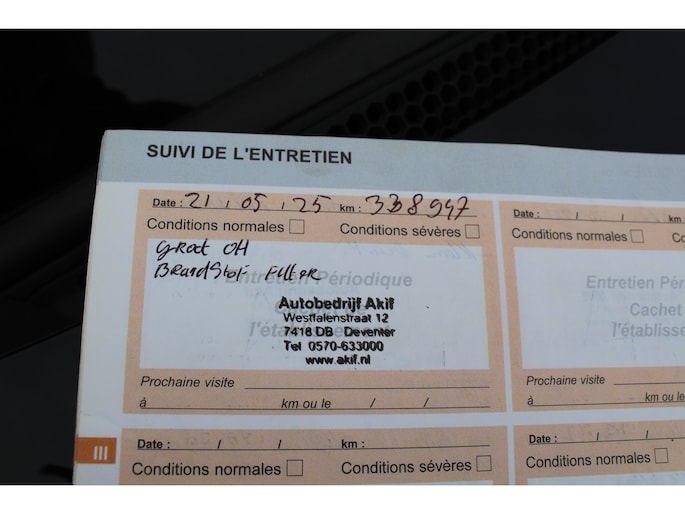 SUIVI DE L'ENTRETIEN
Date : 21 / 05 / 25 km : 338947
Conditions normales Conditions sévères
Groot OH
Brandstof Filter
Entretien Périodique
Autobedrijf Akif
Westfalenstraat 12
l'établis
7418 DB Deventer
Tel 0570-633000
www.akif.nl
Prochaine visite
à km ou le / /
Date : / / / km :
Conditions normales Conditions sévères
III
Date :
Conditions normales Co
Entretien Pé
Cachet
l'établisse
Prochaine visite
à km ou le
Date : / / /
Conditions normales